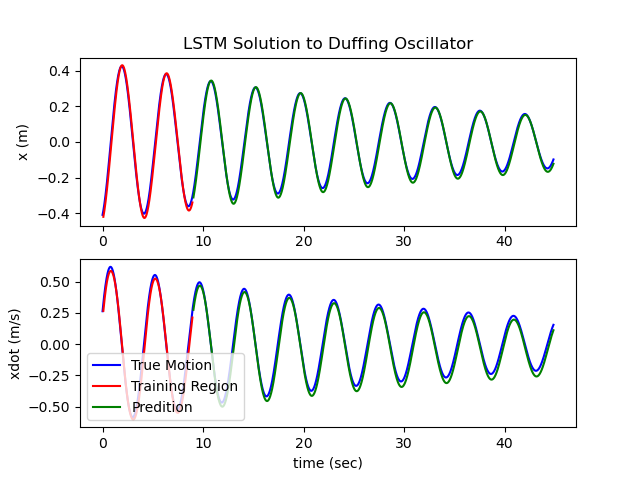 LSTM Solution to Duffing Oscillator
x (m)
0.4
0.2
0.0
−0.2
−0.4
0 10 20 30 40
xdot (m/s)
0.50
0.25
0.00
−0.25
−0.50
True Motion
Training Region
Predition
0 10 20 30 40
time (sec)